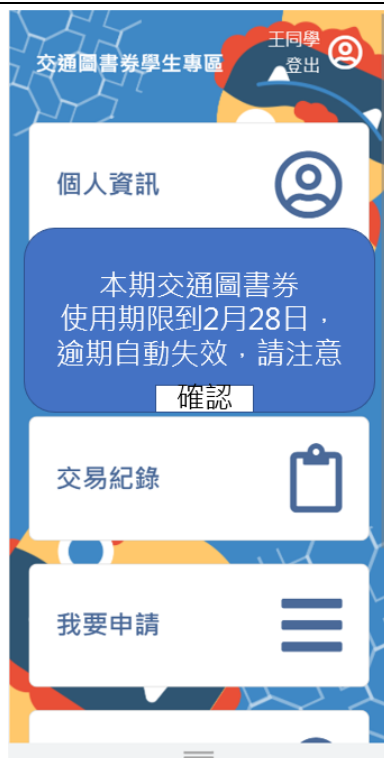 王同學
交通圖書券學生專區
登出
個人資訊
本期交通圖書券
使用期限到2月28日，
逾期自動失效，請注意
確認
交易紀錄
我要申請